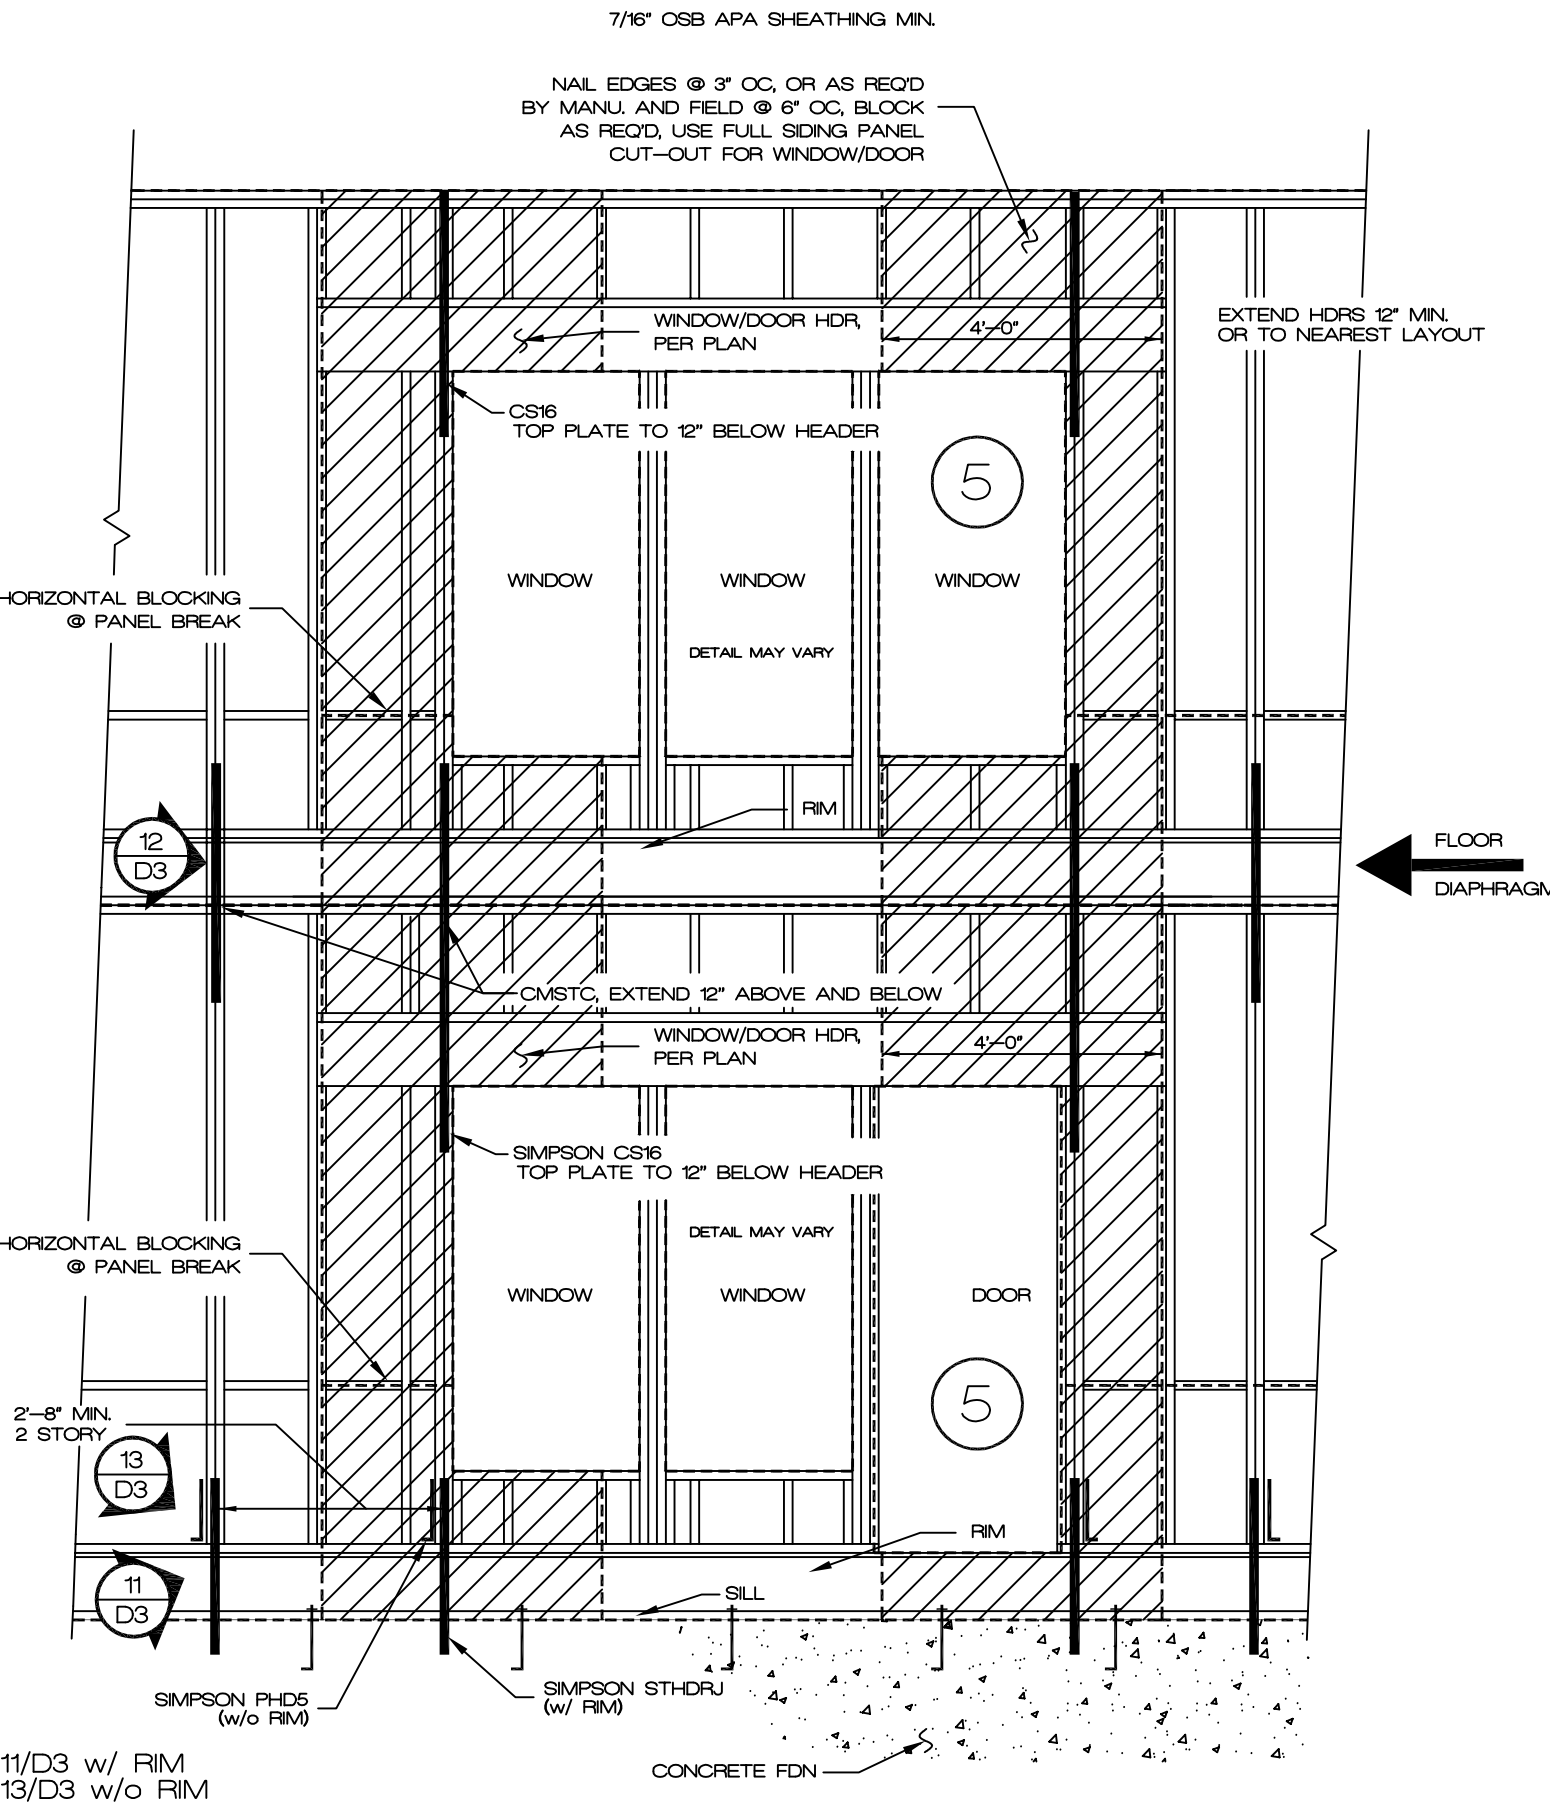 7/16" OSB APA SHEATHING MIN.
NAIL EDGES @ 3" OC, OR AS REQ'D
BY MANU. AND FIELD @ 6" OC, BLOCK
AS REQ'D, USE FULL SIDING PANEL
CUT-OUT FOR WINDOW/DOOR
WINDOW/DOOR HDR,
PER PLAN
4'-0"
EXTEND HDRS 12" MIN.
OR TO NEAREST LAYOUT
CS16
TOP PLATE TO 12" BELOW HEADER
5
WINDOW
WINDOW
WINDOW
HORIZONTAL BLOCKING
@ PANEL BREAK
DETAIL MAY VARY
RIM
12
D3
FLOOR
DIAPHRAGM
CMSTC, EXTEND 12" ABOVE AND BELOW
WINDOW/DOOR HDR,
PER PLAN
4'-0"
SIMPSON CS16
TOP PLATE TO 12" BELOW HEADER
DETAIL MAY VARY
HORIZONTAL BLOCKING
@ PANEL BREAK
WINDOW
WINDOW
DOOR
5
2'-8" MIN.
2 STORY
13
D3
RIM
11
D3
SILL
SIMPSON PHD5
(w/o RIM)
SIMPSON STHDRJ
(w/ RIM)
CONCRETE FDN
11/D3 w/ RIM
13/D3 w/o RIM